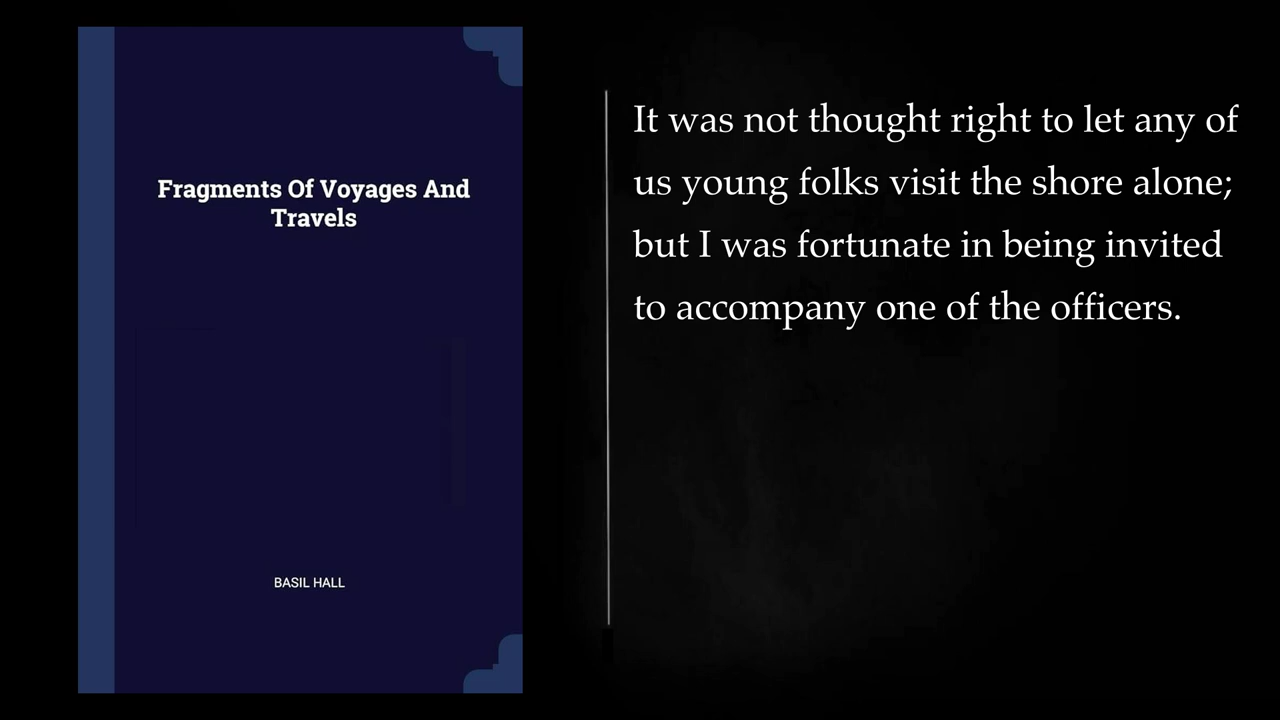 Fragments Of Voyages And
Travels
BASIL HALL
It was not thought right to let any of
us young folks visit the shore alone;
but I was fortunate in being invited
to accompany one of the officers.